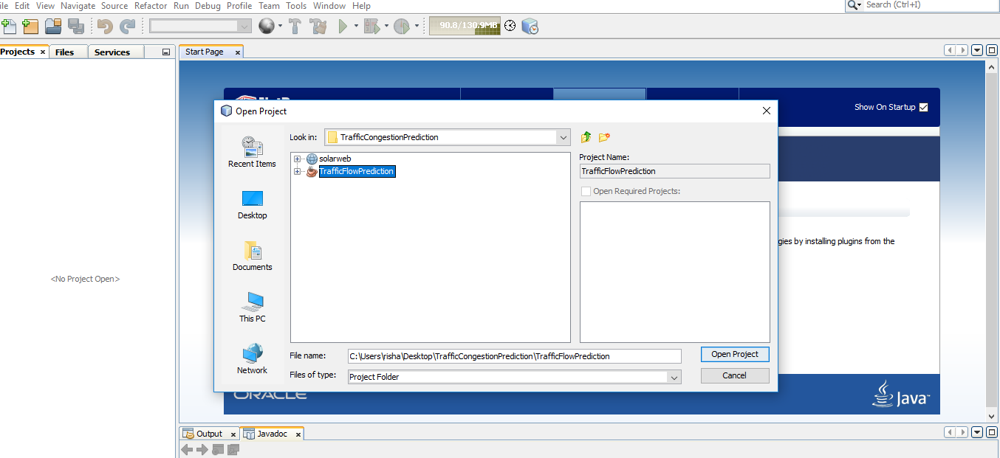 ile Edit View Navigate Source Refactor Run Debug Profile Team Tools Window Help
Search (Ctrl+I)
90.8/130.9MB
Projects Files Services
Start Page
Show On Startup
Open Project
Look in: TrafficCongestionPrediction
Recent Items
Desktop
Documents
This PC
Network
solarweb
TrafficFlowPrediction
Project Name:
TrafficFlowPrediction
Open Required Projects:
gies by installing plugins from the
<No Project Open>
File name: C:\Users\risha\Desktop\TrafficCongestionPrediction\TrafficFlowPrediction
Open Project
Files of type: Project Folder
Cancel
ORACLE
Java™
Output Javadoc